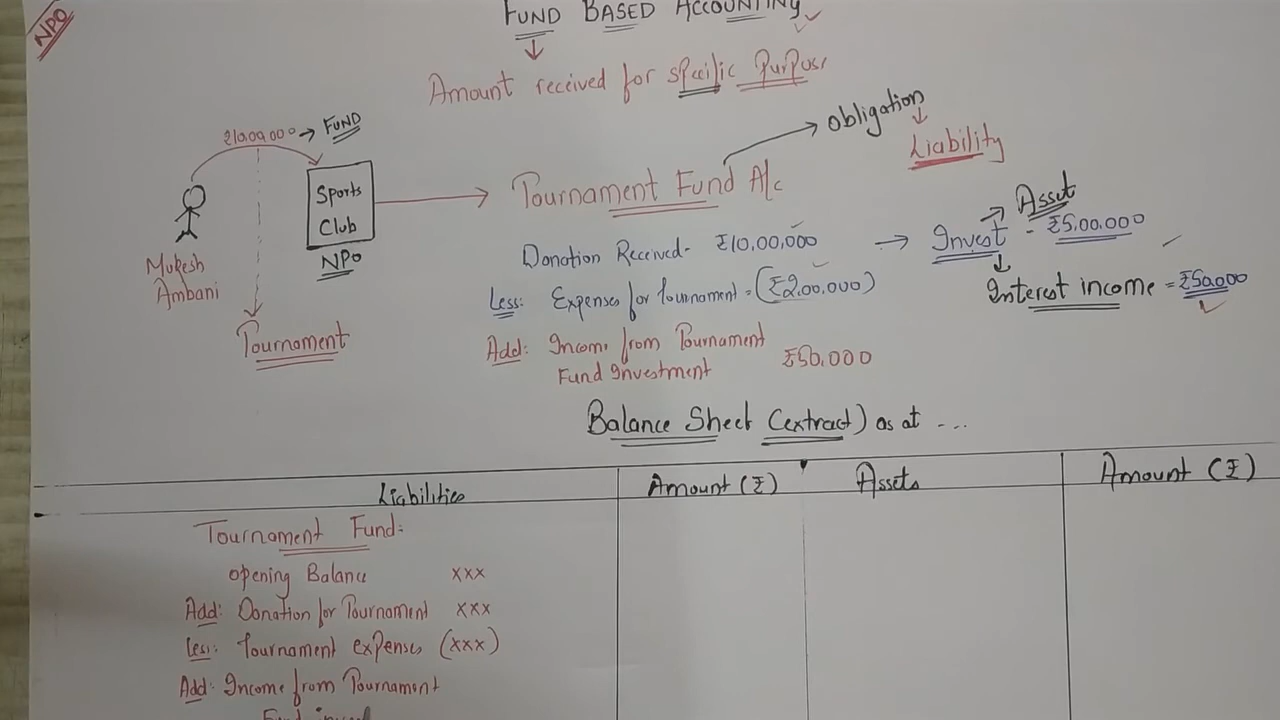 NPO
FUND BASED ACCOUNTING
Amount received for specific Purpose
₹10,00,000 → FUND
Obligation
Liability
Sports
Club
NPO
Mukesh
Ambani
Tournament
Tournament Fund A/c
Asset
Donation Received - ₹10,00,000 → Invest - ₹5,00,000
Less: Expenses for Tournament = (₹2,00,000)
Interest income = ₹50,000
Add: Income from Tournament
Fund Investment ₹50,000
Balance Sheet (extract) as at ---
Liabilities Amount (₹) Assets Amount (₹)
Tournament Fund:
opening Balance xxx
Add: Donation for Tournament xxx
Less: Tournament expenses (xxx)
Add: Income from Tournament
Fund